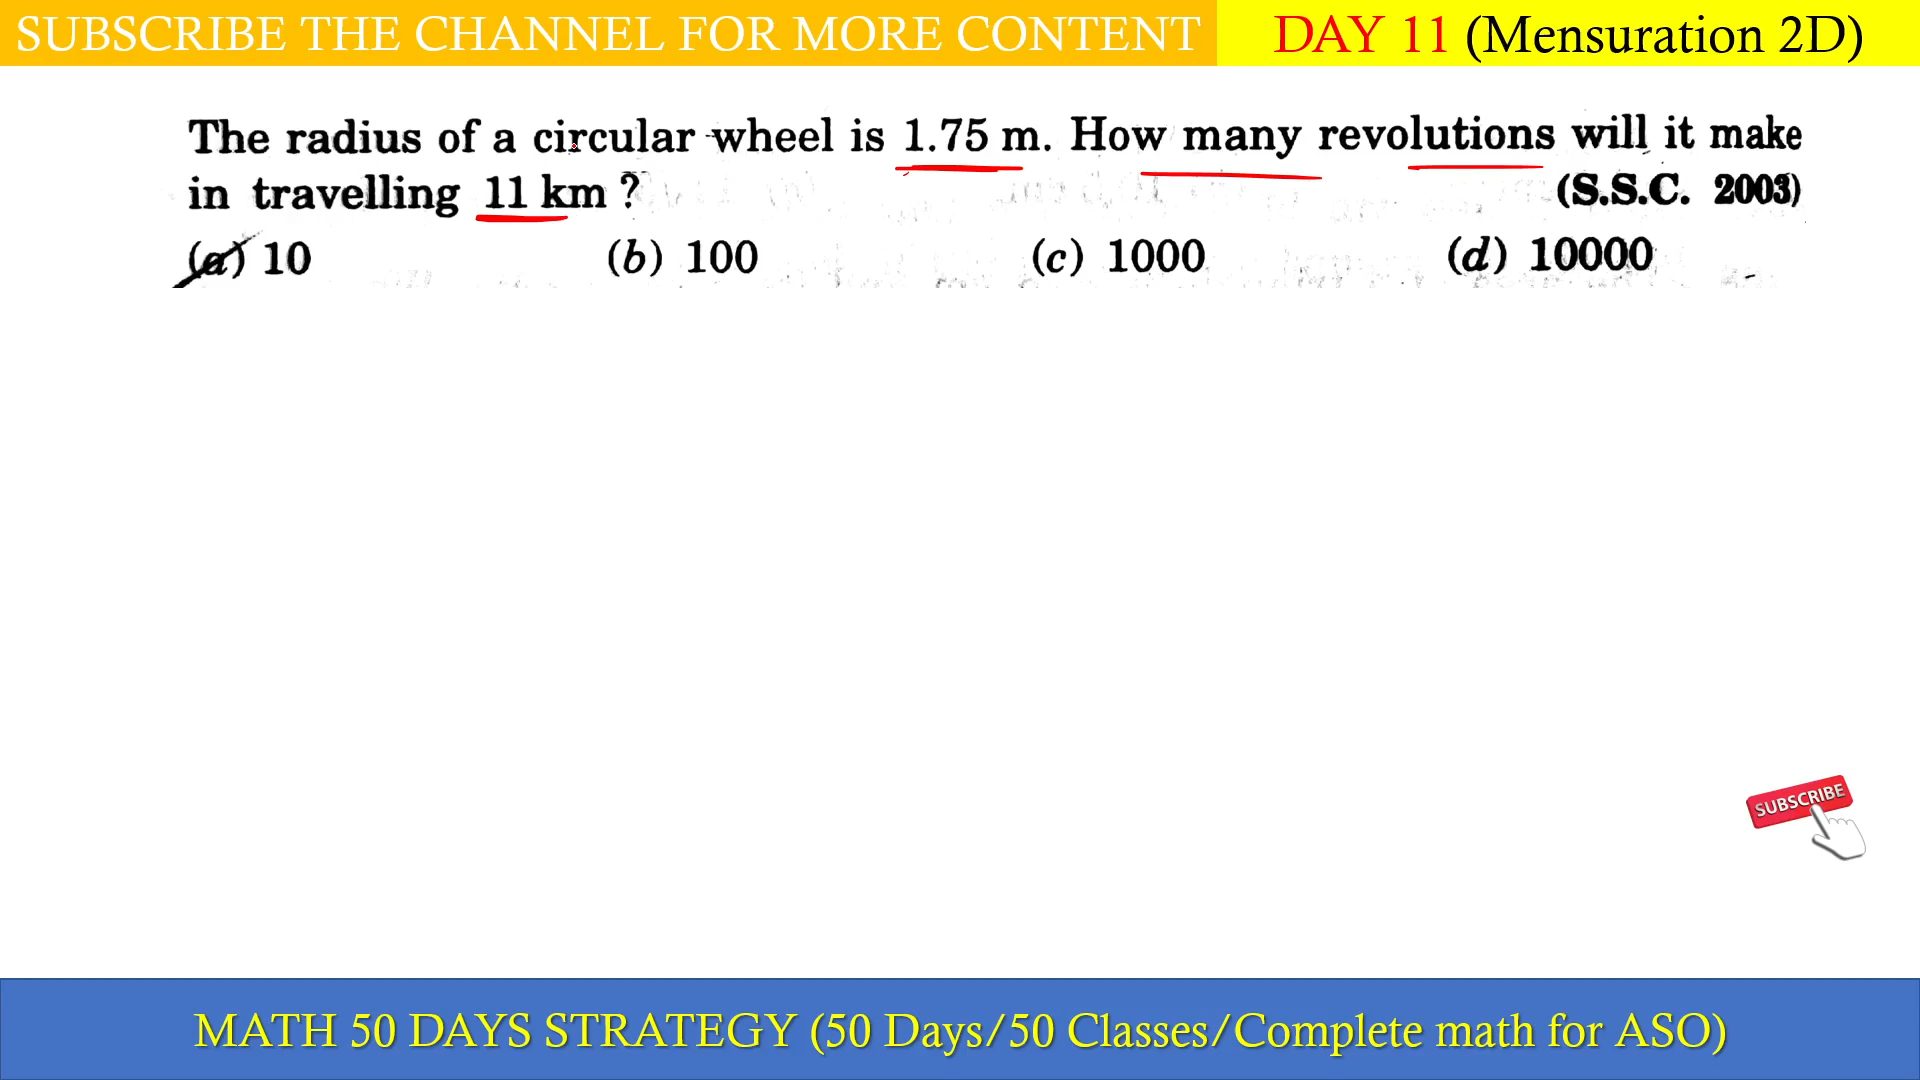 SUBSCRIBE THE CHANNEL FOR MORE CONTENT
DAY 11 (Mensuration 2D)
The radius of a circular wheel is 1.75 m. How many revolutions will it make
in travelling 11 km ? (S.S.C. 2003)
(a) 10 (b) 100 (c) 1000 (d) 10000
SUBSCRIBE
MATH 50 DAYS STRATEGY (50 Days/50 Classes/Complete math for ASO)